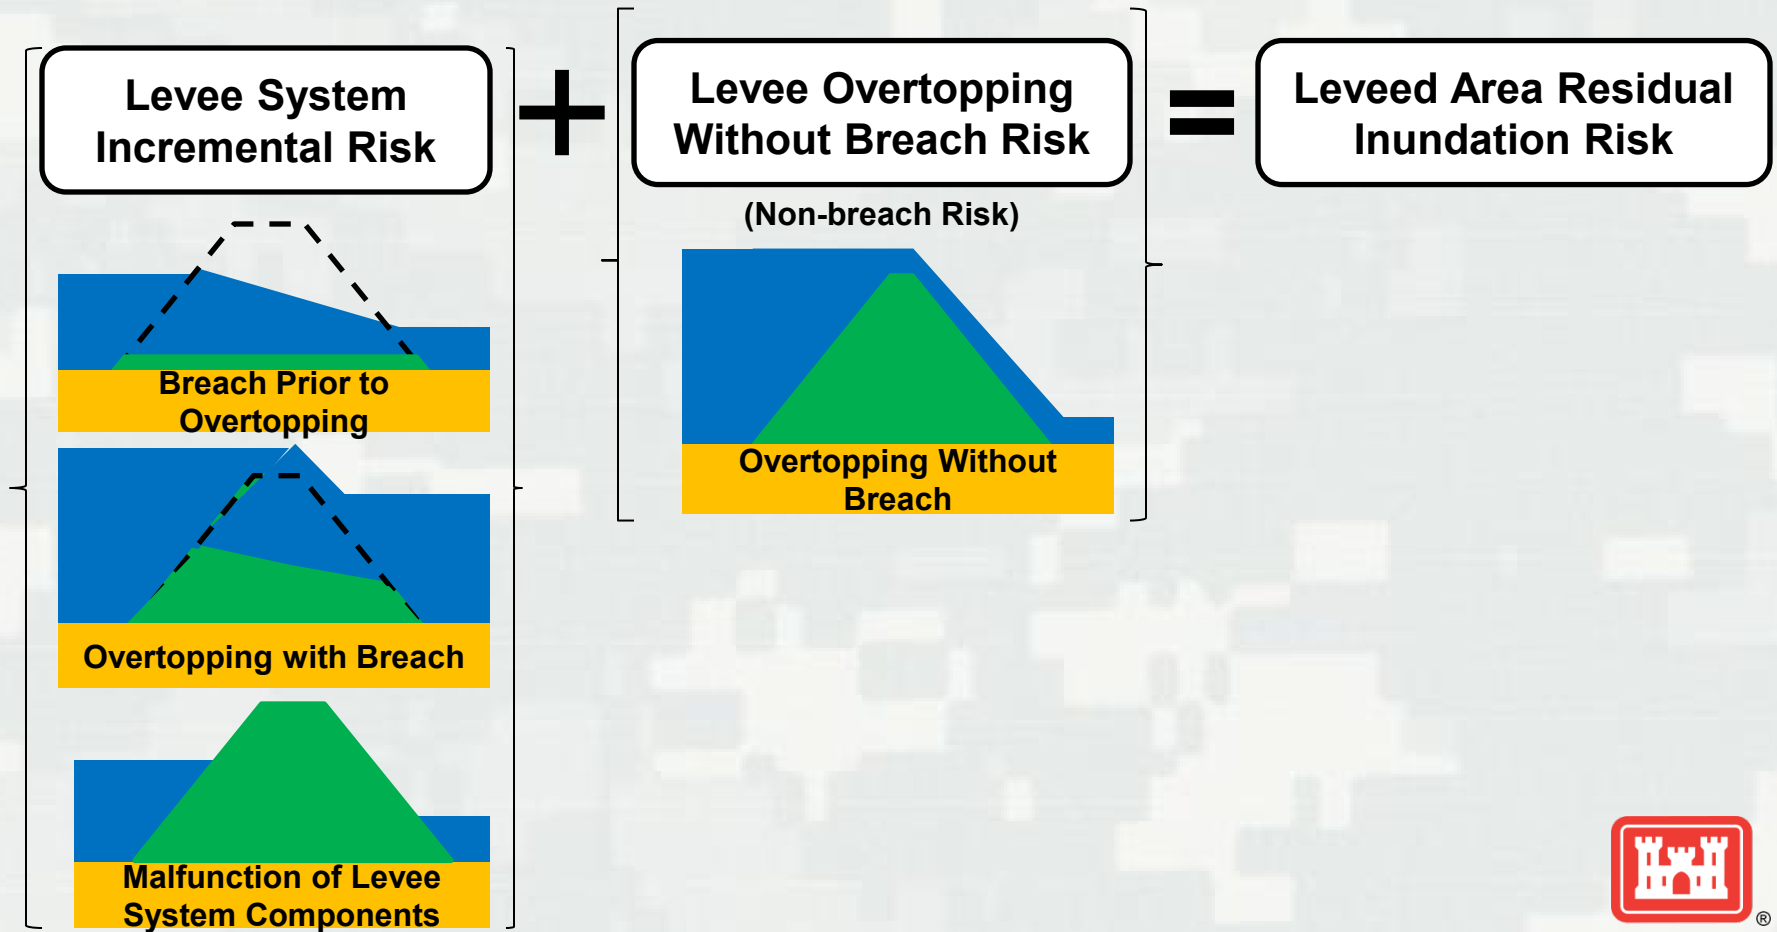 Levee System
Incremental Risk
+
Levee Overtopping
Without Breach Risk
(Non-breach Risk)
=
Leveed Area Residual
Inundation Risk
Breach Prior to
Overtopping
Overtopping with Breach
Malfunction of Levee
System Components
Overtopping Without
Breach
®